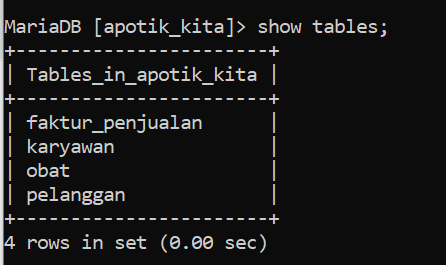 MariaDB [apotik_kita]> show tables;
+-----------------------+
| Tables_in_apotik_kita |
+-----------------------+
| faktur_penjualan      |
| karyawan              |
| obat                  |
| pelanggan             |
+-----------------------+
4 rows in set (0.00 sec)